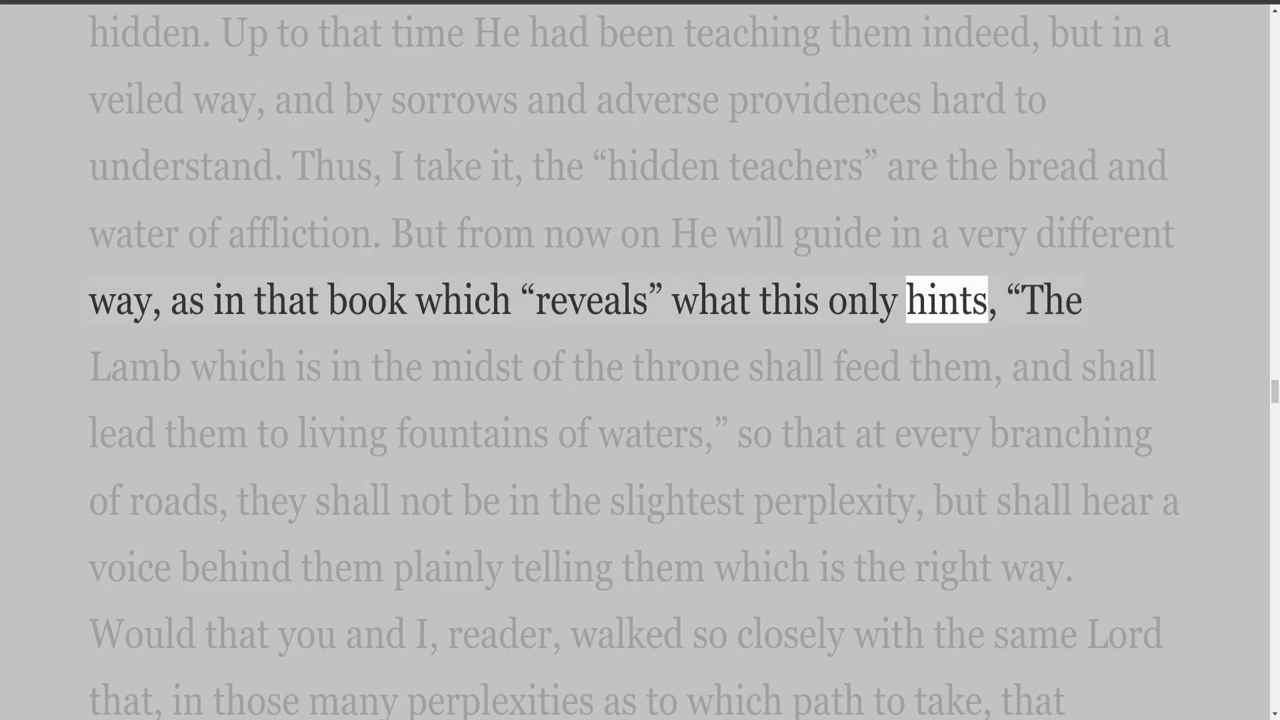 hidden. Up to that time He had been teaching them indeed, but in a
veiled way, and by sorrows and adverse providences hard to
understand. Thus, I take it, the “hidden teachers” are the bread and
water of affliction. But from now on He will guide in a very different
way, as in that book which “reveals” what this only hints, “The
Lamb which is in the midst of the throne shall feed them, and shall
lead them to living fountains of waters,” so that at every branching
of roads, they shall not be in the slightest perplexity, but shall hear a
voice behind them plainly telling them which is the right way.
Would that you and I, reader, walked so closely with the same Lord
that, in those many perplexities as to which path to take, that